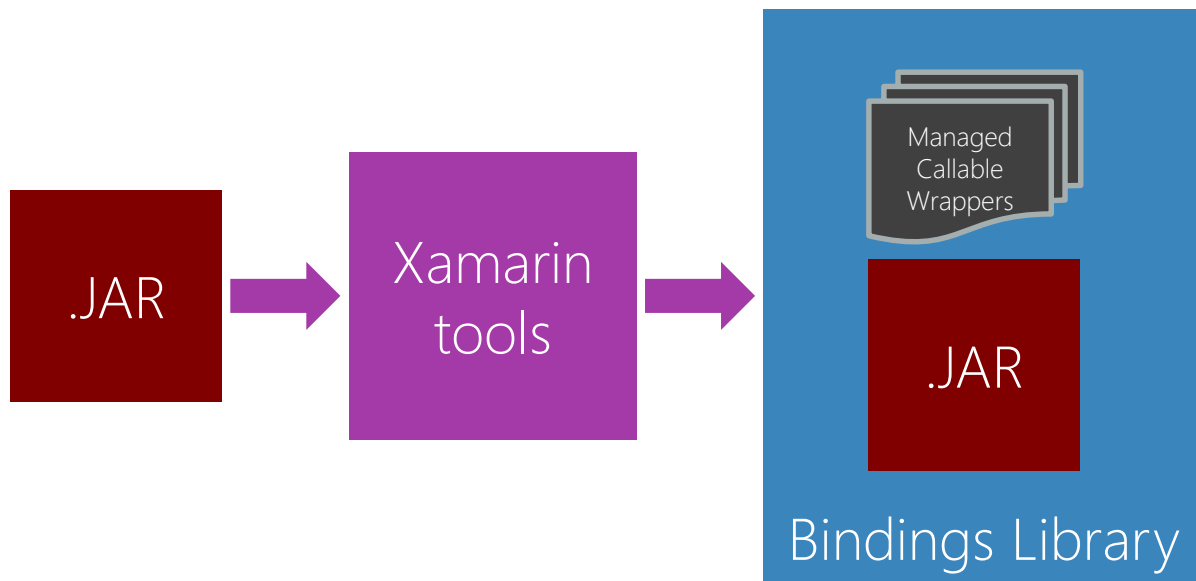 .JAR
Xamarin
tools
Managed
Callable
Wrappers
.JAR
Bindings Library